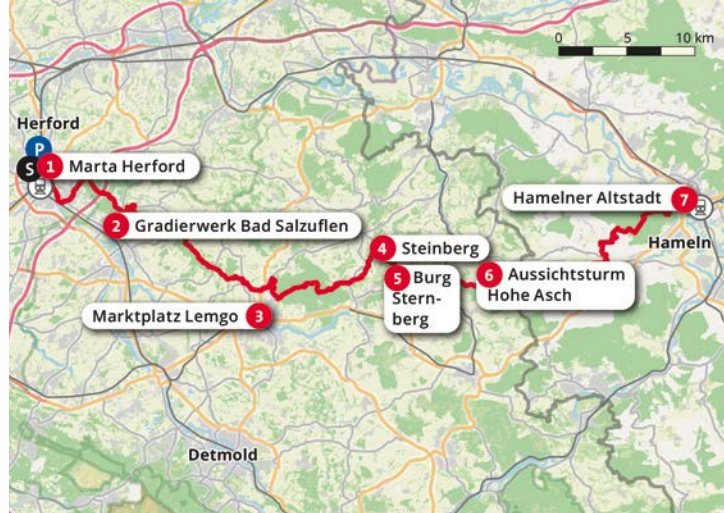 0 5 10 km
Herford
P
S
1 Marta Herford
2 Gradierwerk Bad Salzuflen
Hamelner Altstadt 7
Hameln
4 Steinberg
5 Burg
Stern-
berg
6 Aussichtsturm
Hohe Asch
Marktplatz Lemgo 3
Detmold